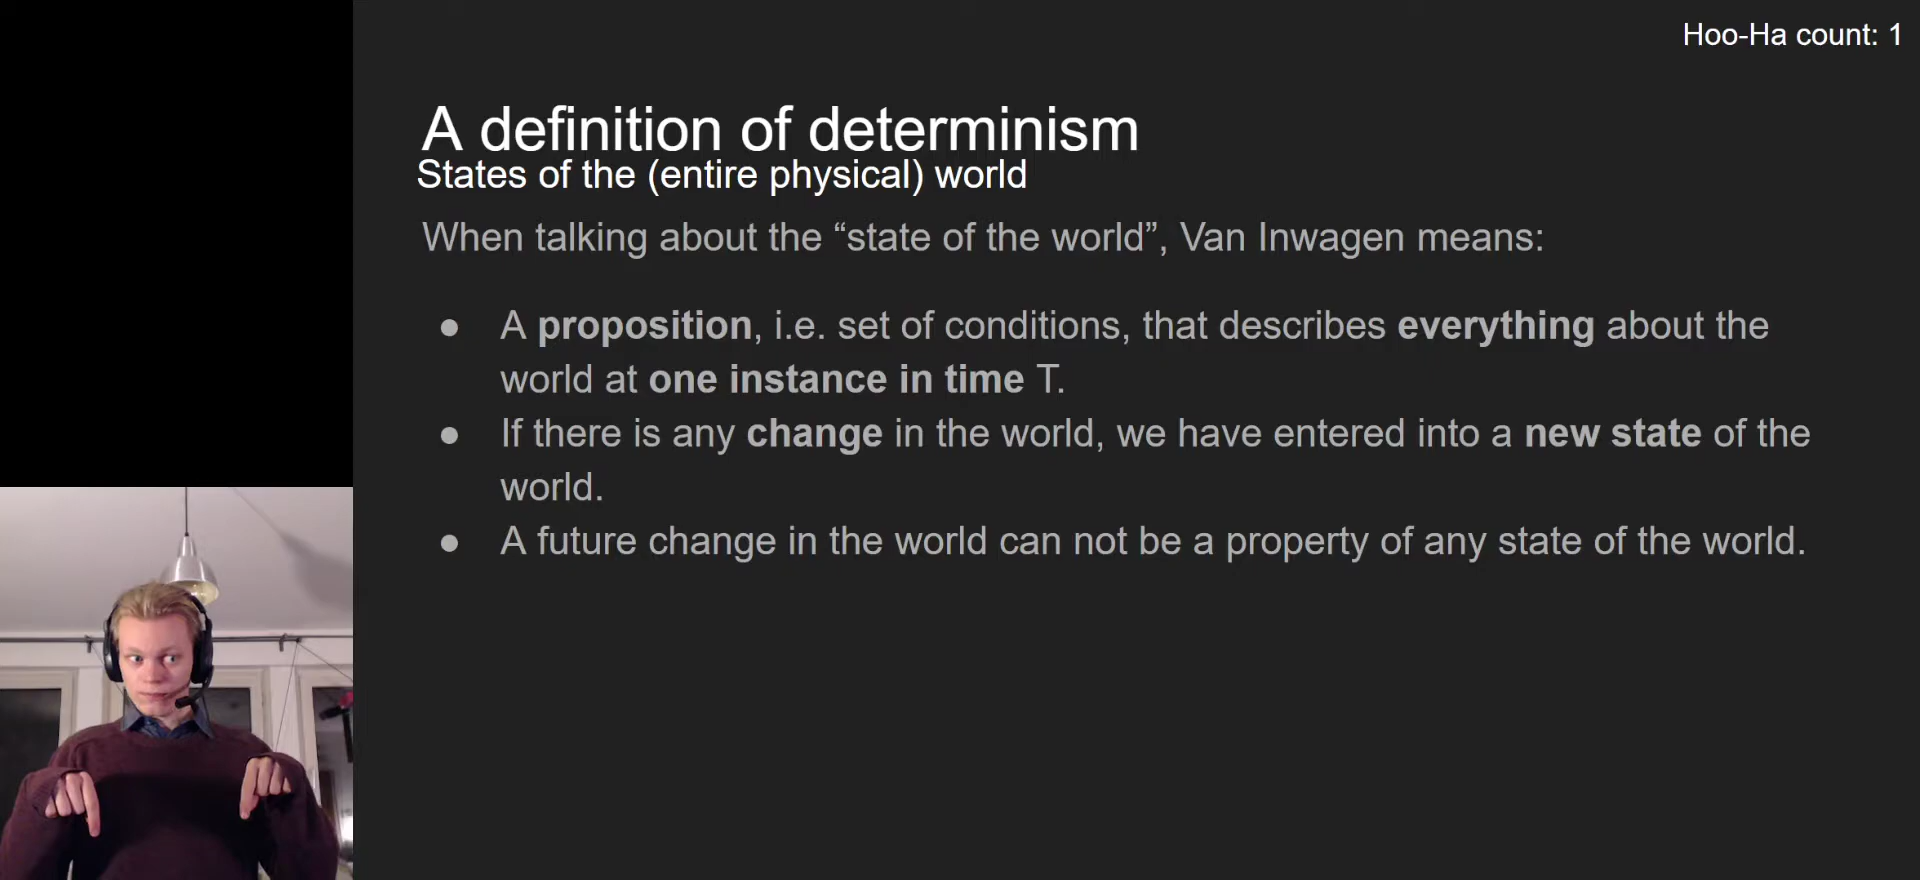 Hoo-Ha count: 1
A definition of determinism
States of the (entire physical) world
When talking about the “state of the world”, Van Inwagen means:
● A proposition, i.e. set of conditions, that describes everything about the
world at one instance in time T.
● If there is any change in the world, we have entered into a new state of the
world.
● A future change in the world can not be a property of any state of the world.